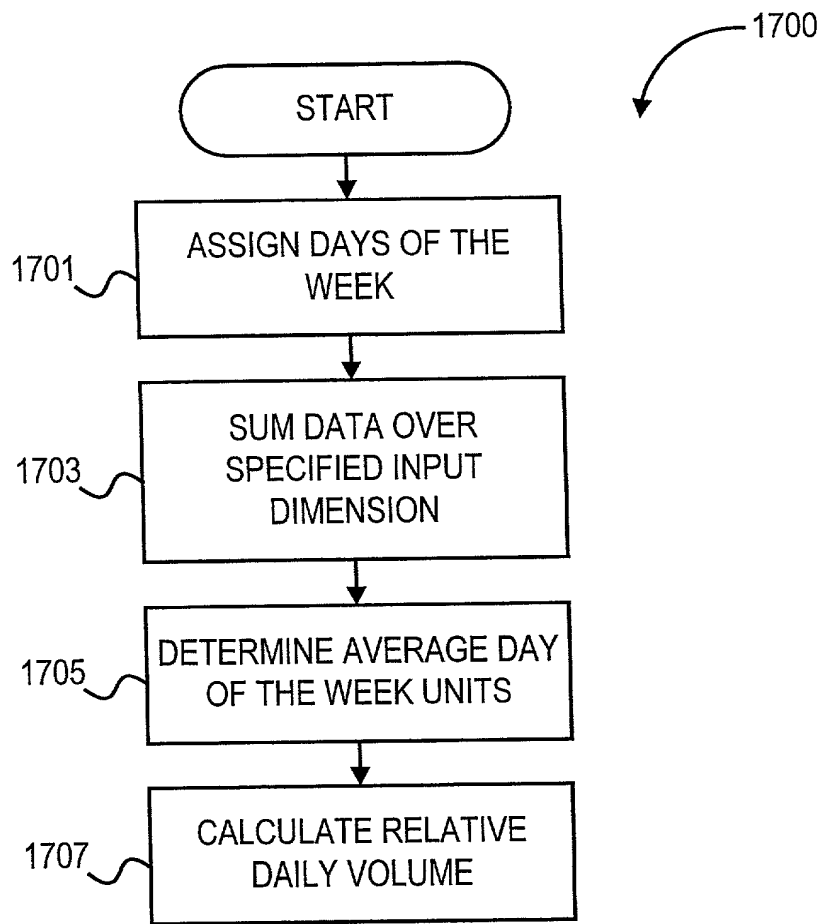 1700
START
1701
ASSIGN DAYS OF THE
WEEK
1703
SUM DATA OVER
SPECIFIED INPUT
DIMENSION
1705
DETERMINE AVERAGE DAY
OF THE WEEK UNITS
1707
CALCULATE RELATIVE
DAILY VOLUME